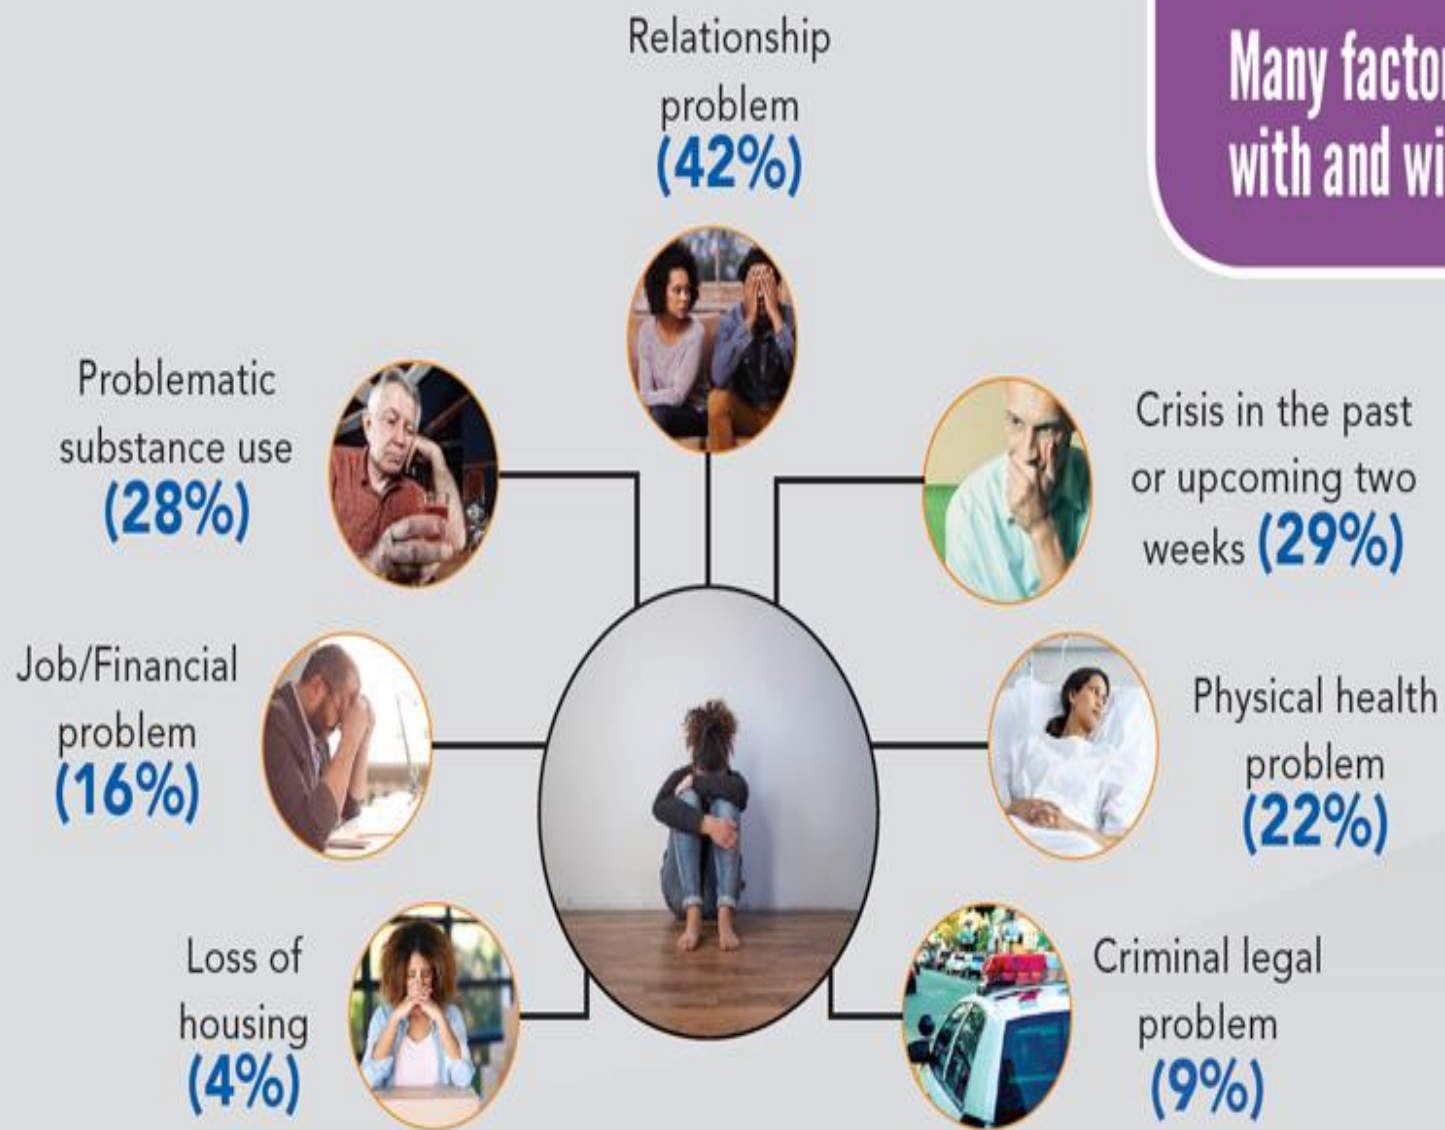 Relationship
problem
(42%)
Many factor
with and wi
Problematic
substance use
(28%)
Crisis in the past
or upcoming two
weeks (29%)
Job/Financial
problem
(16%)
Physical health
problem
(22%)
Loss of
housing
(4%)
Criminal legal
problem
(9%)